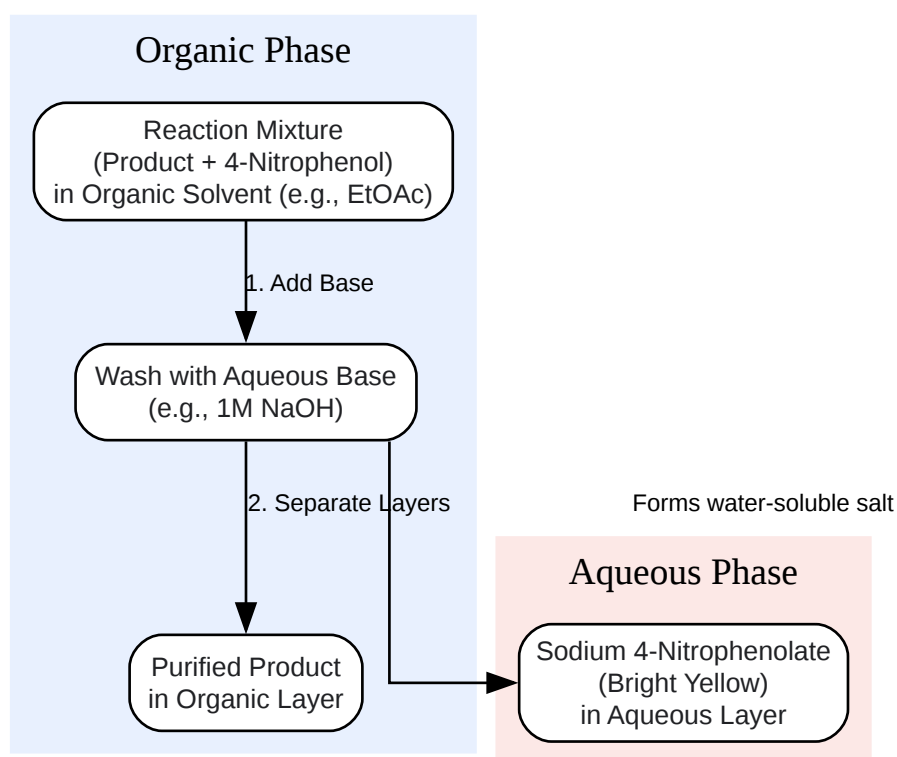 Organic Phase
Reaction Mixture
(Product + 4-Nitrophenol)
in Organic Solvent (e.g., EtOAc)
1. Add Base
Wash with Aqueous Base
(e.g., 1M NaOH)
2. Separate Layers
Forms water-soluble salt
Aqueous Phase
Purified Product
in Organic Layer
Sodium 4-Nitrophenolate
(Bright Yellow)
in Aqueous Layer